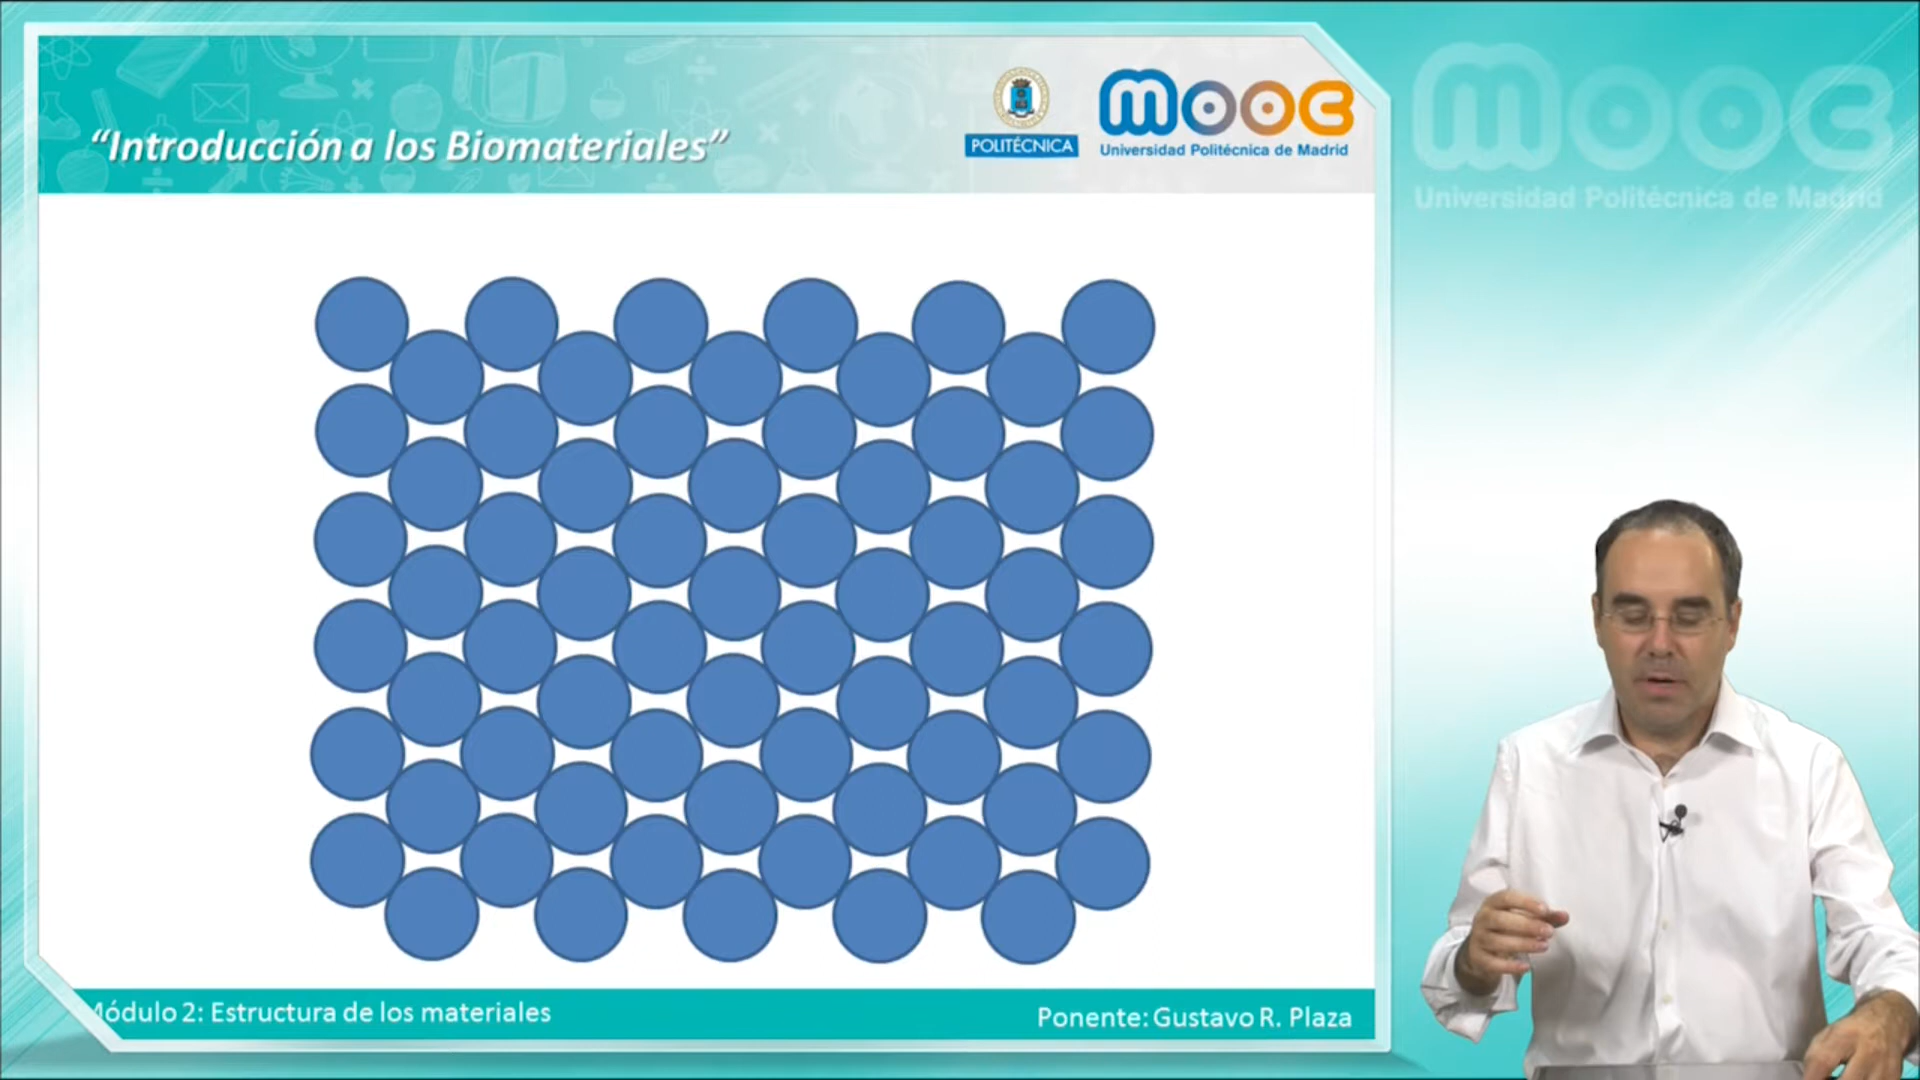 “Introducción a los Biomateriales”
POLITÉCNICA
mooc
Universidad Politécnica de Madrid
mooc
Universidad Politécnica de Madrid
Módulo 2: Estructura de los materiales
Ponente: Gustavo R. Plaza